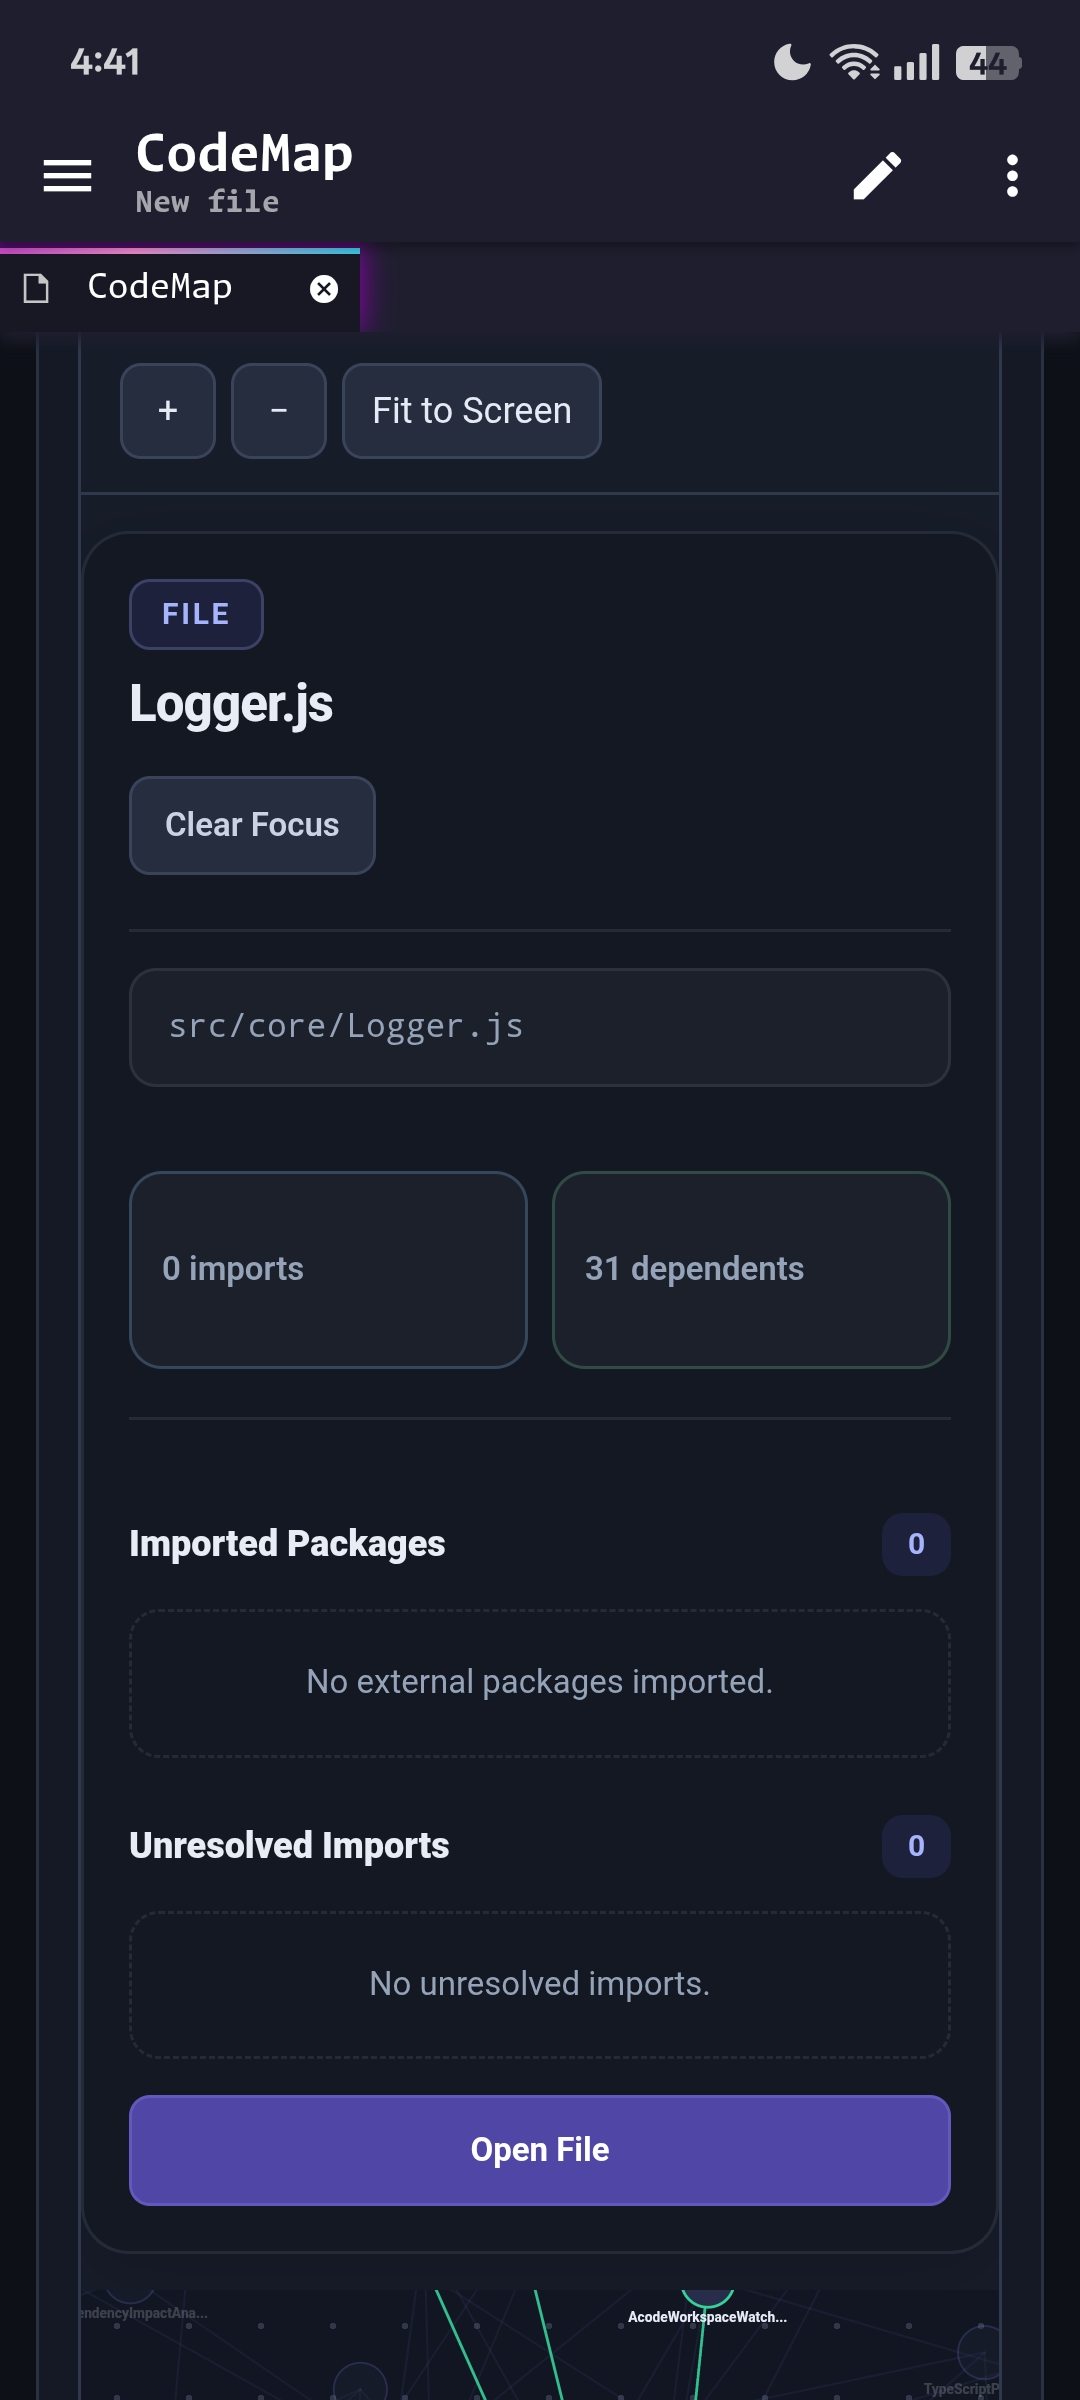 4:41
44
CodeMap
New file
CodeMap
+
−
Fit to Screen
FILE
Logger.js
Clear Focus
src/core/Logger.js
0 imports
31 dependents
Imported Packages
0
No external packages imported.
Unresolved Imports
0
No unresolved imports.
Open File
endencyImpactAna...
AcodeWorkspaceWatch...
TypeScriptP